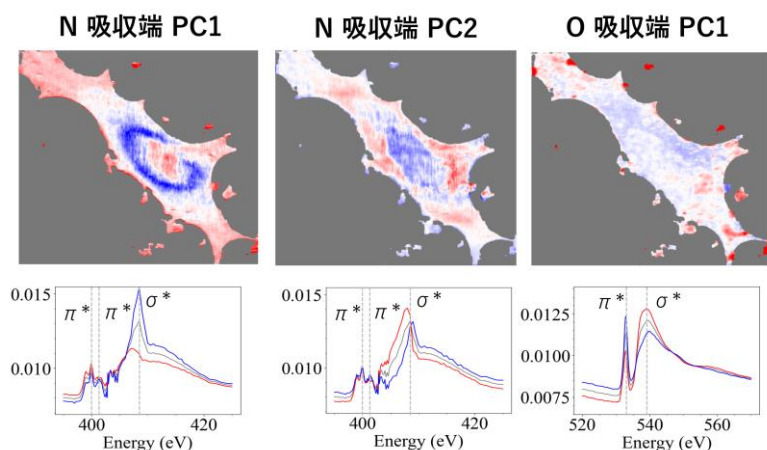 N 吸収端 PC1
N 吸収端 PC2
O 吸収端 PC1
0.015
0.010
π *
π *
σ *
400
420
Energy (eV)
0.015
0.010
π *
π *
σ *
400
420
Energy (eV)
0.0125
0.0100
0.0075
π *
σ *
520
540
560
Energy (eV)